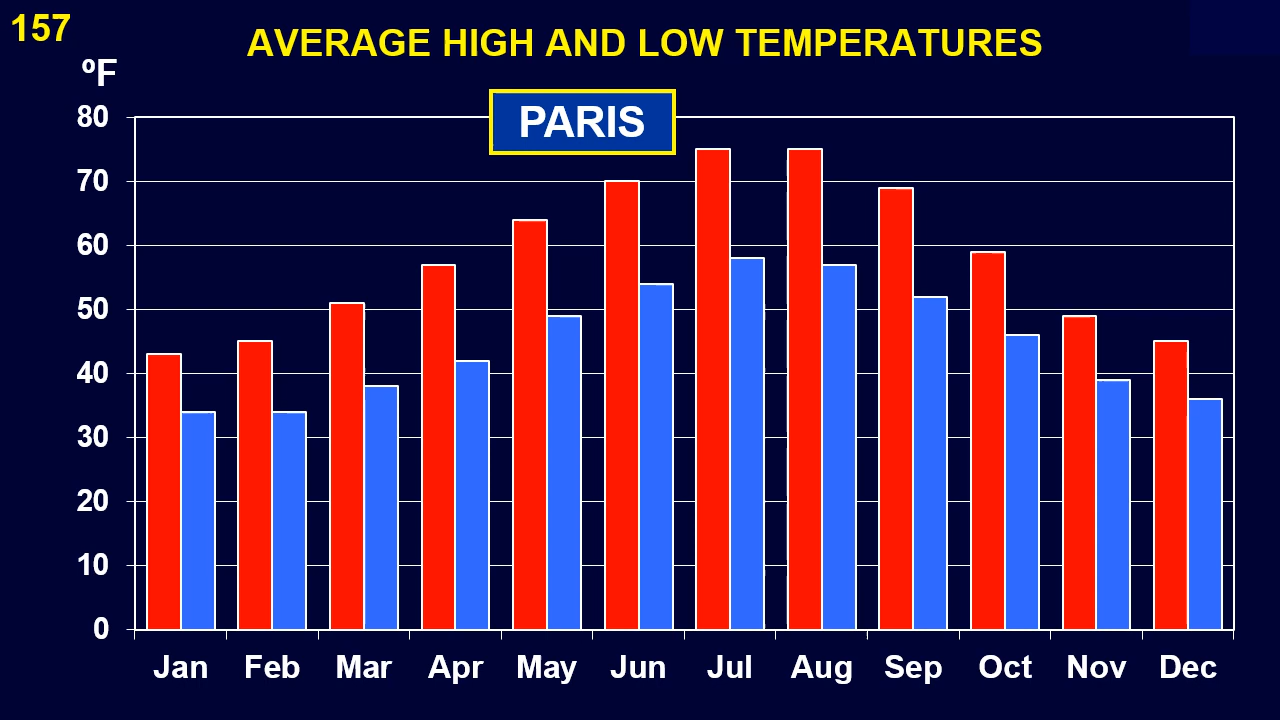 157
AVERAGE HIGH AND LOW TEMPERATURES
ºF
PARIS
80
70
60
50
40
30
20
10
0
Jan Feb Mar Apr May Jun Jul Aug Sep Oct Nov Dec